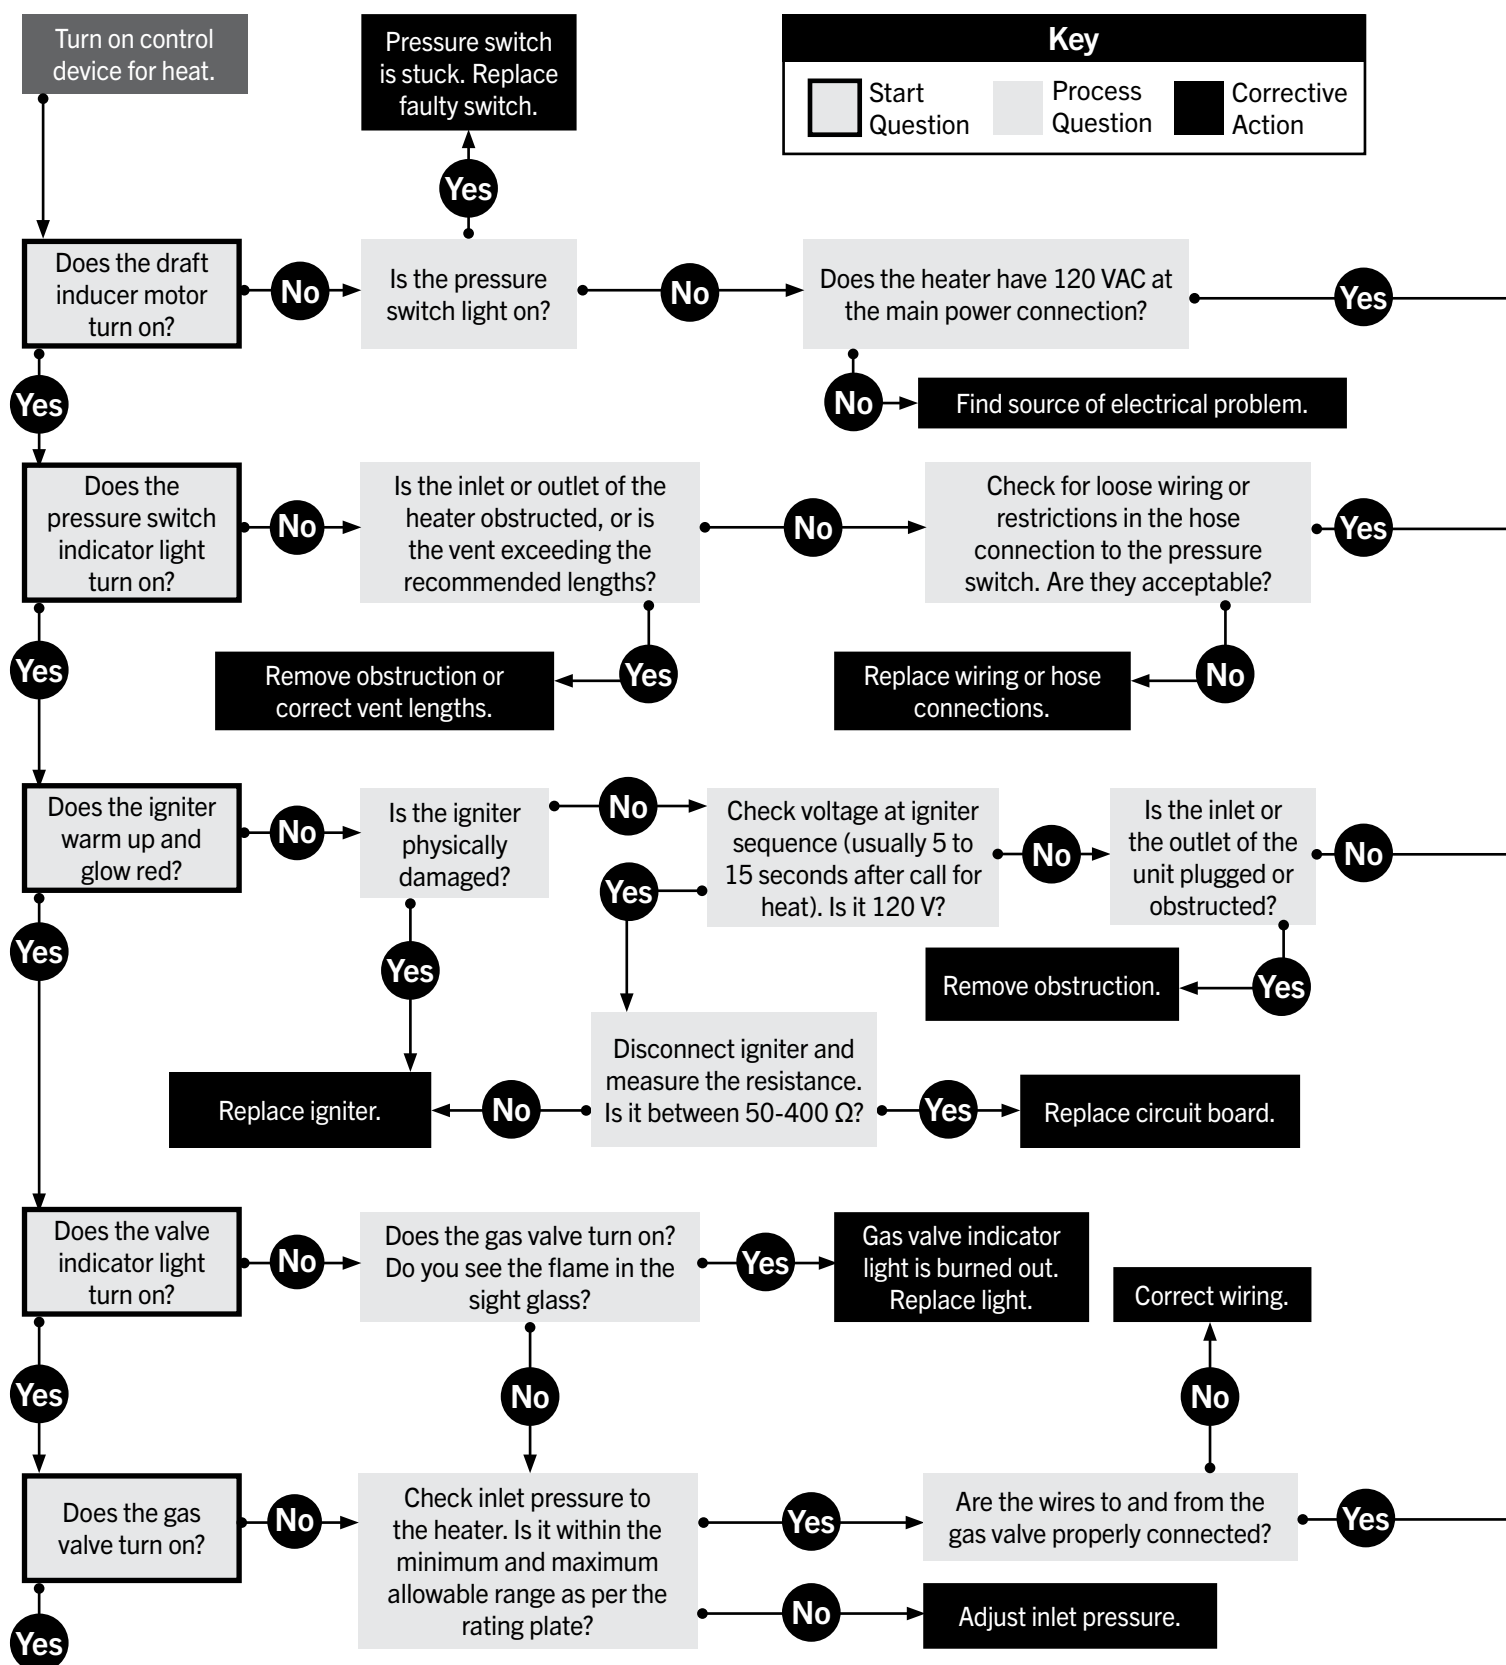 Turn on control
device for heat.
Pressure switch
is stuck. Replace
faulty switch.
Key
Start
Question
Process
Question
Corrective
Action
Yes
Does the draft
inducer motor
turn on?
No
Is the pressure
switch light on?
No
Does the heater have 120 VAC at
the main power connection?
Yes
Yes
No
Find source of electrical problem.
Does the
pressure switch
indicator light
turn on?
No
Is the inlet or outlet of the
heater obstructed, or is
the vent exceeding the
recommended lengths?
No
Check for loose wiring or
restrictions in the hose
connection to the pressure
switch. Are they acceptable?
Yes
Yes
Remove obstruction or
correct vent lengths.
Yes
Replace wiring or hose
connections.
No
Does the igniter
warm up and
glow red?
No
Is the igniter
physically
damaged?
No
Check voltage at igniter
sequence (usually 5 to
15 seconds after call for
heat). Is it 120 V?
No
Is the inlet or
the outlet of the
unit plugged or
obstructed?
No
Yes
Yes
Yes
Remove obstruction.
Yes
Disconnect igniter and
measure the resistance.
Is it between 50-400 Ω?
Replace igniter.
No
Yes
Replace circuit board.
Does the valve
indicator light
turn on?
No
Does the gas valve turn on?
Do you see the flame in the
sight glass?
Yes
Gas valve indicator
light is burned out.
Replace light.
Correct wiring.
Yes
No
No
Does the gas
valve turn on?
No
Check inlet pressure to
the heater. Is it within the
minimum and maximum
allowable range as per the
rating plate?
Yes
Are the wires to and from the
gas valve properly connected?
Yes
No
Adjust inlet pressure.
Yes